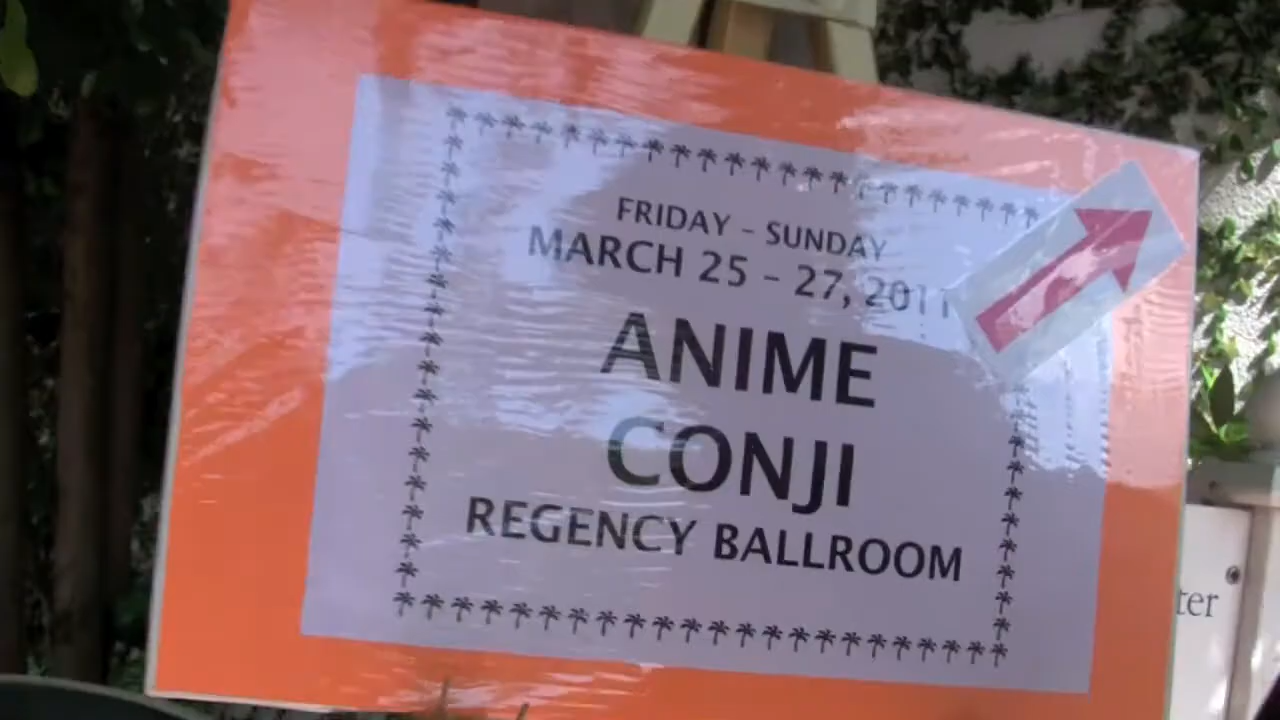 FRIDAY - SUNDAY
MARCH 25 - 27, 2011
ANIME
CONJI
REGENCY BALLROOM
ter